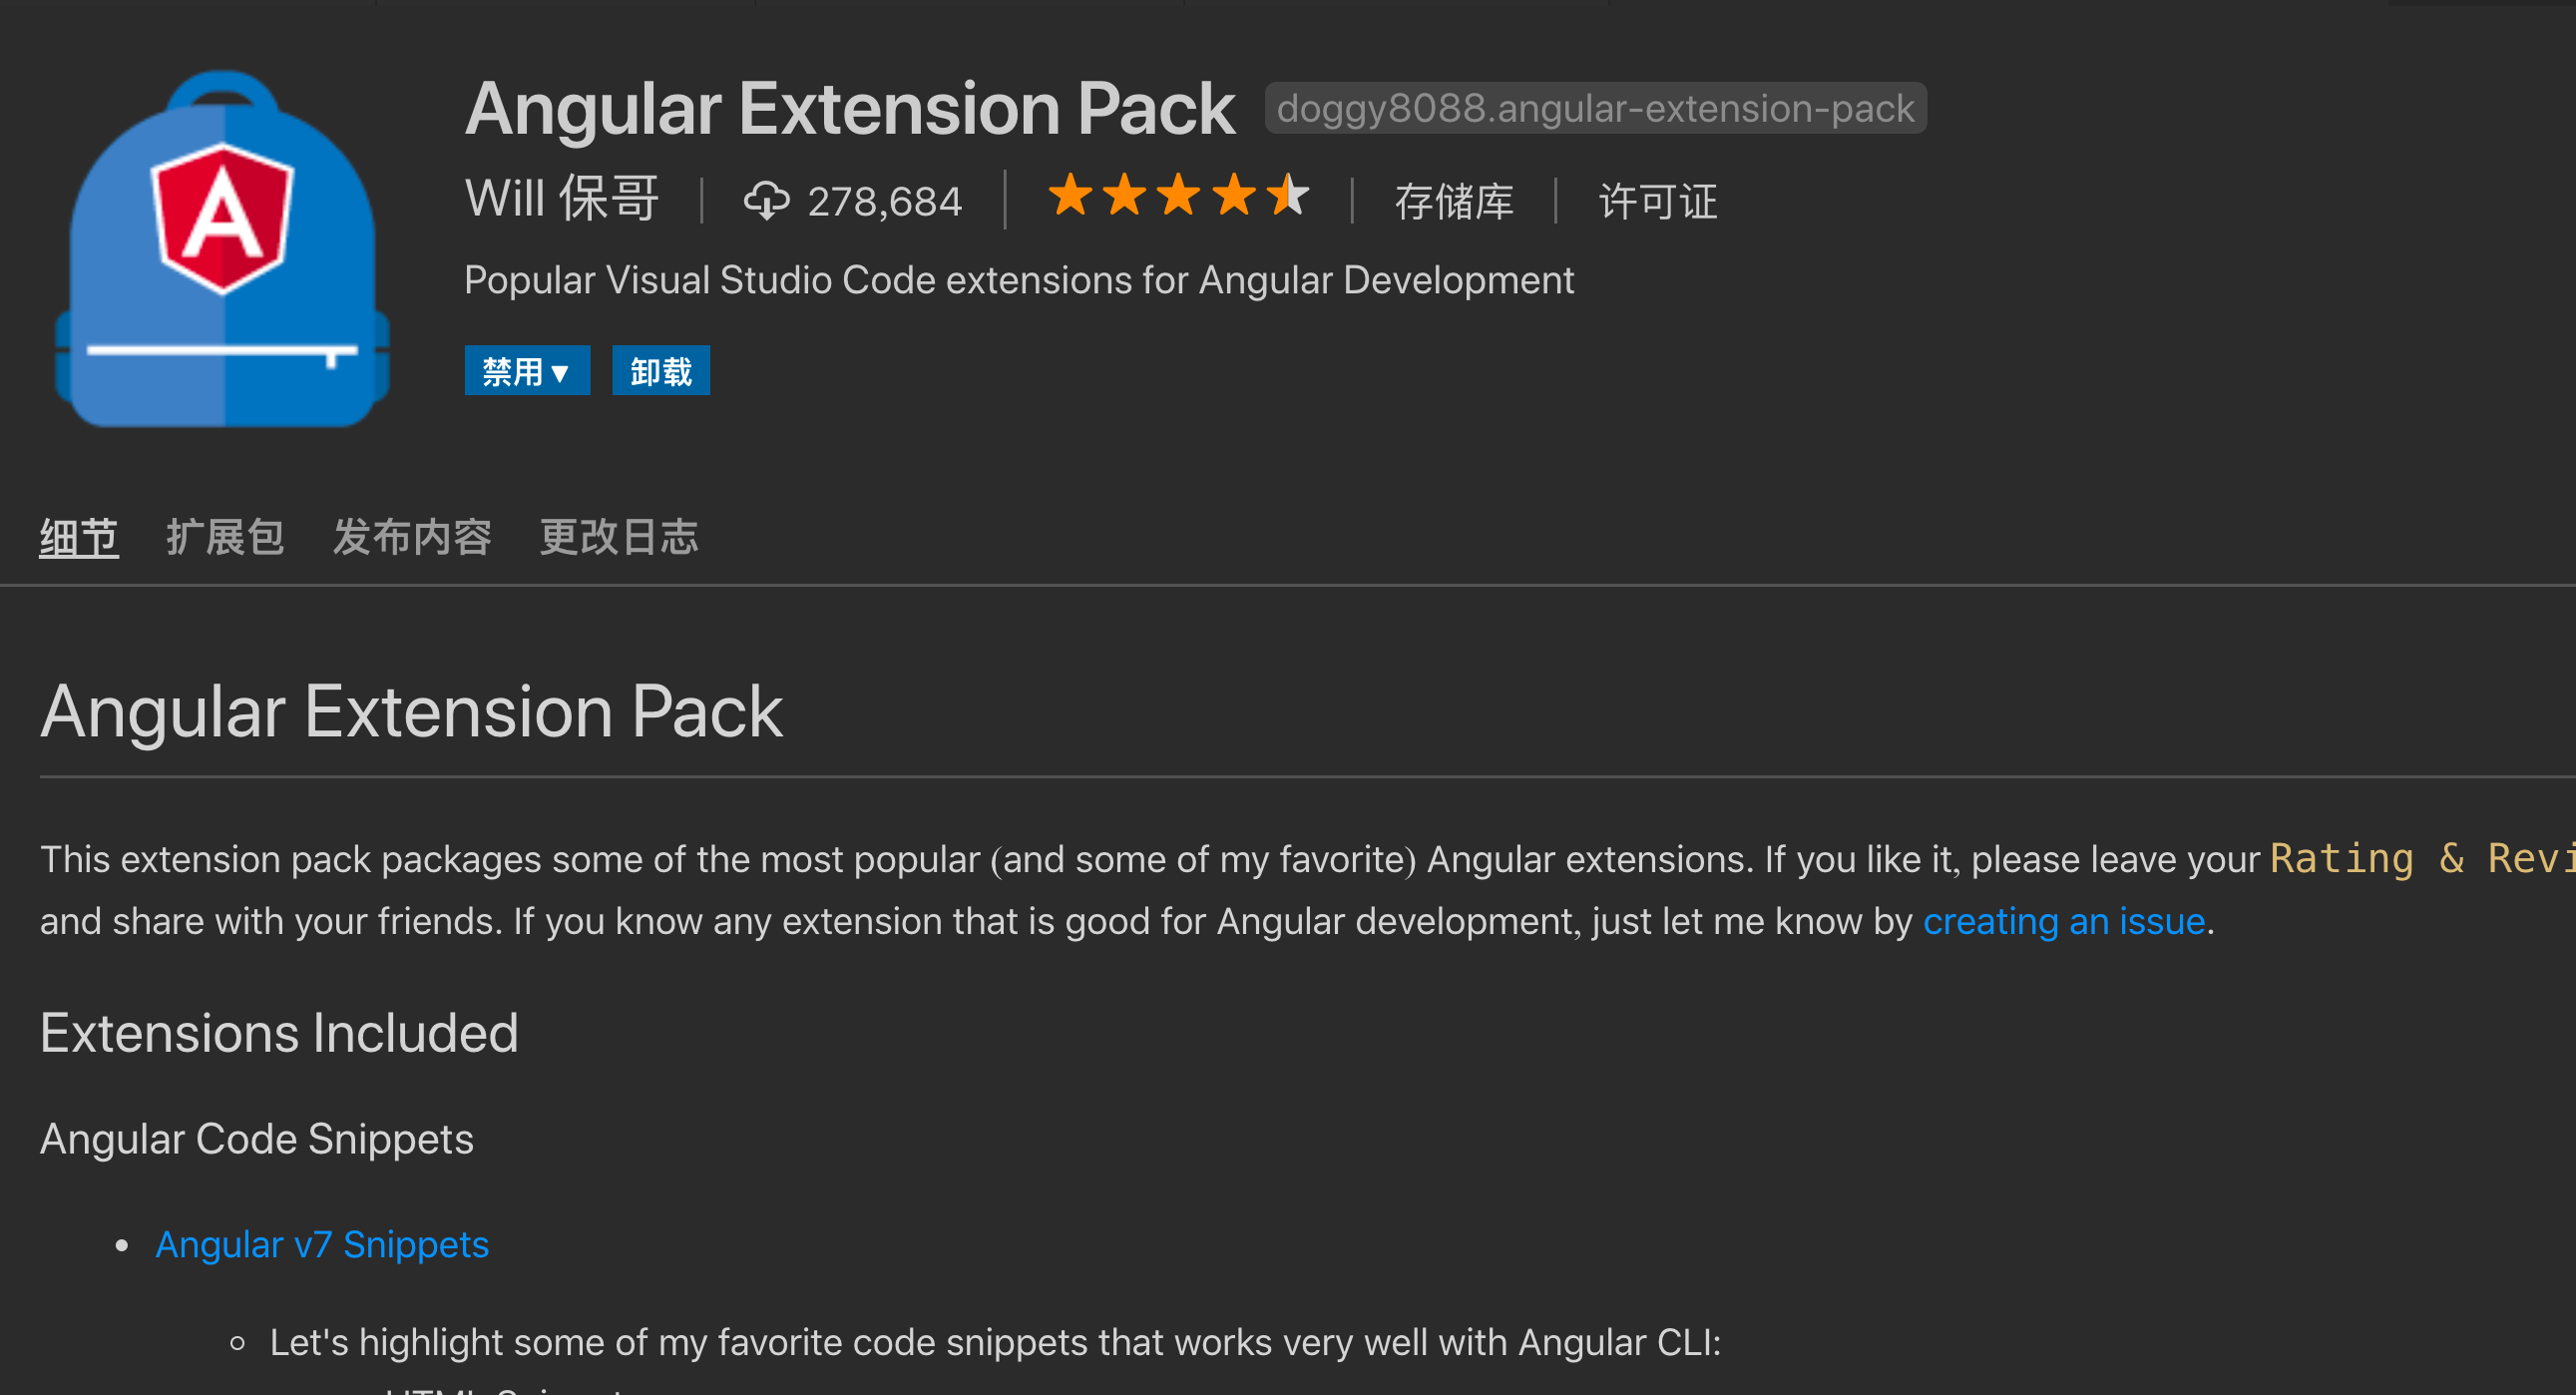 Angular Extension Pack doggy8088.angular-extension-pack
Will 保哥 278,684 存储库 许可证
Popular Visual Studio Code extensions for Angular Development
禁用 卸载
细节 扩展包 发布内容 更改日志
Angular Extension Pack
This extension pack packages some of the most popular (and some of my favorite) Angular extensions. If you like it, please leave your Rating &
and share with your friends. If you know any extension that is good for Angular development, just let me know by creating an issue.
Extensions Included
Angular Code Snippets
Angular v7 Snippets
Let's highlight some of my favorite code snippets that works very well with Angular CLI: